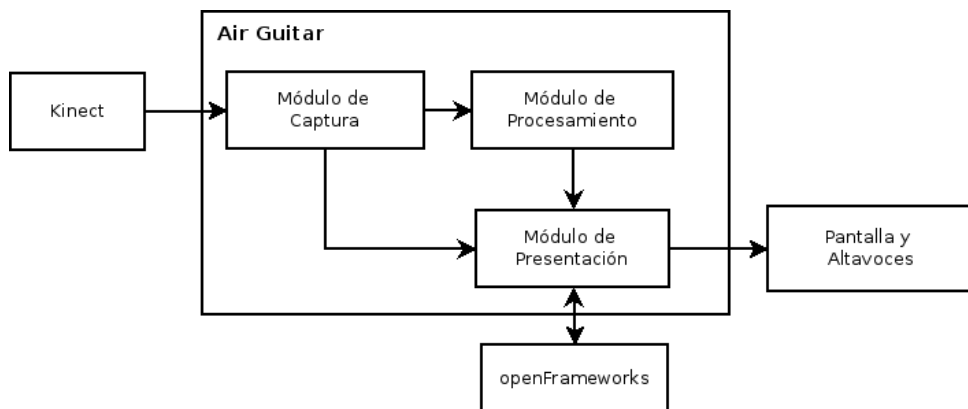 Air Guitar
Kinect
Módulo de
Captura
Módulo de
Procesamiento
Módulo de
Presentación
Pantalla y
Altavoces
openFrameworks